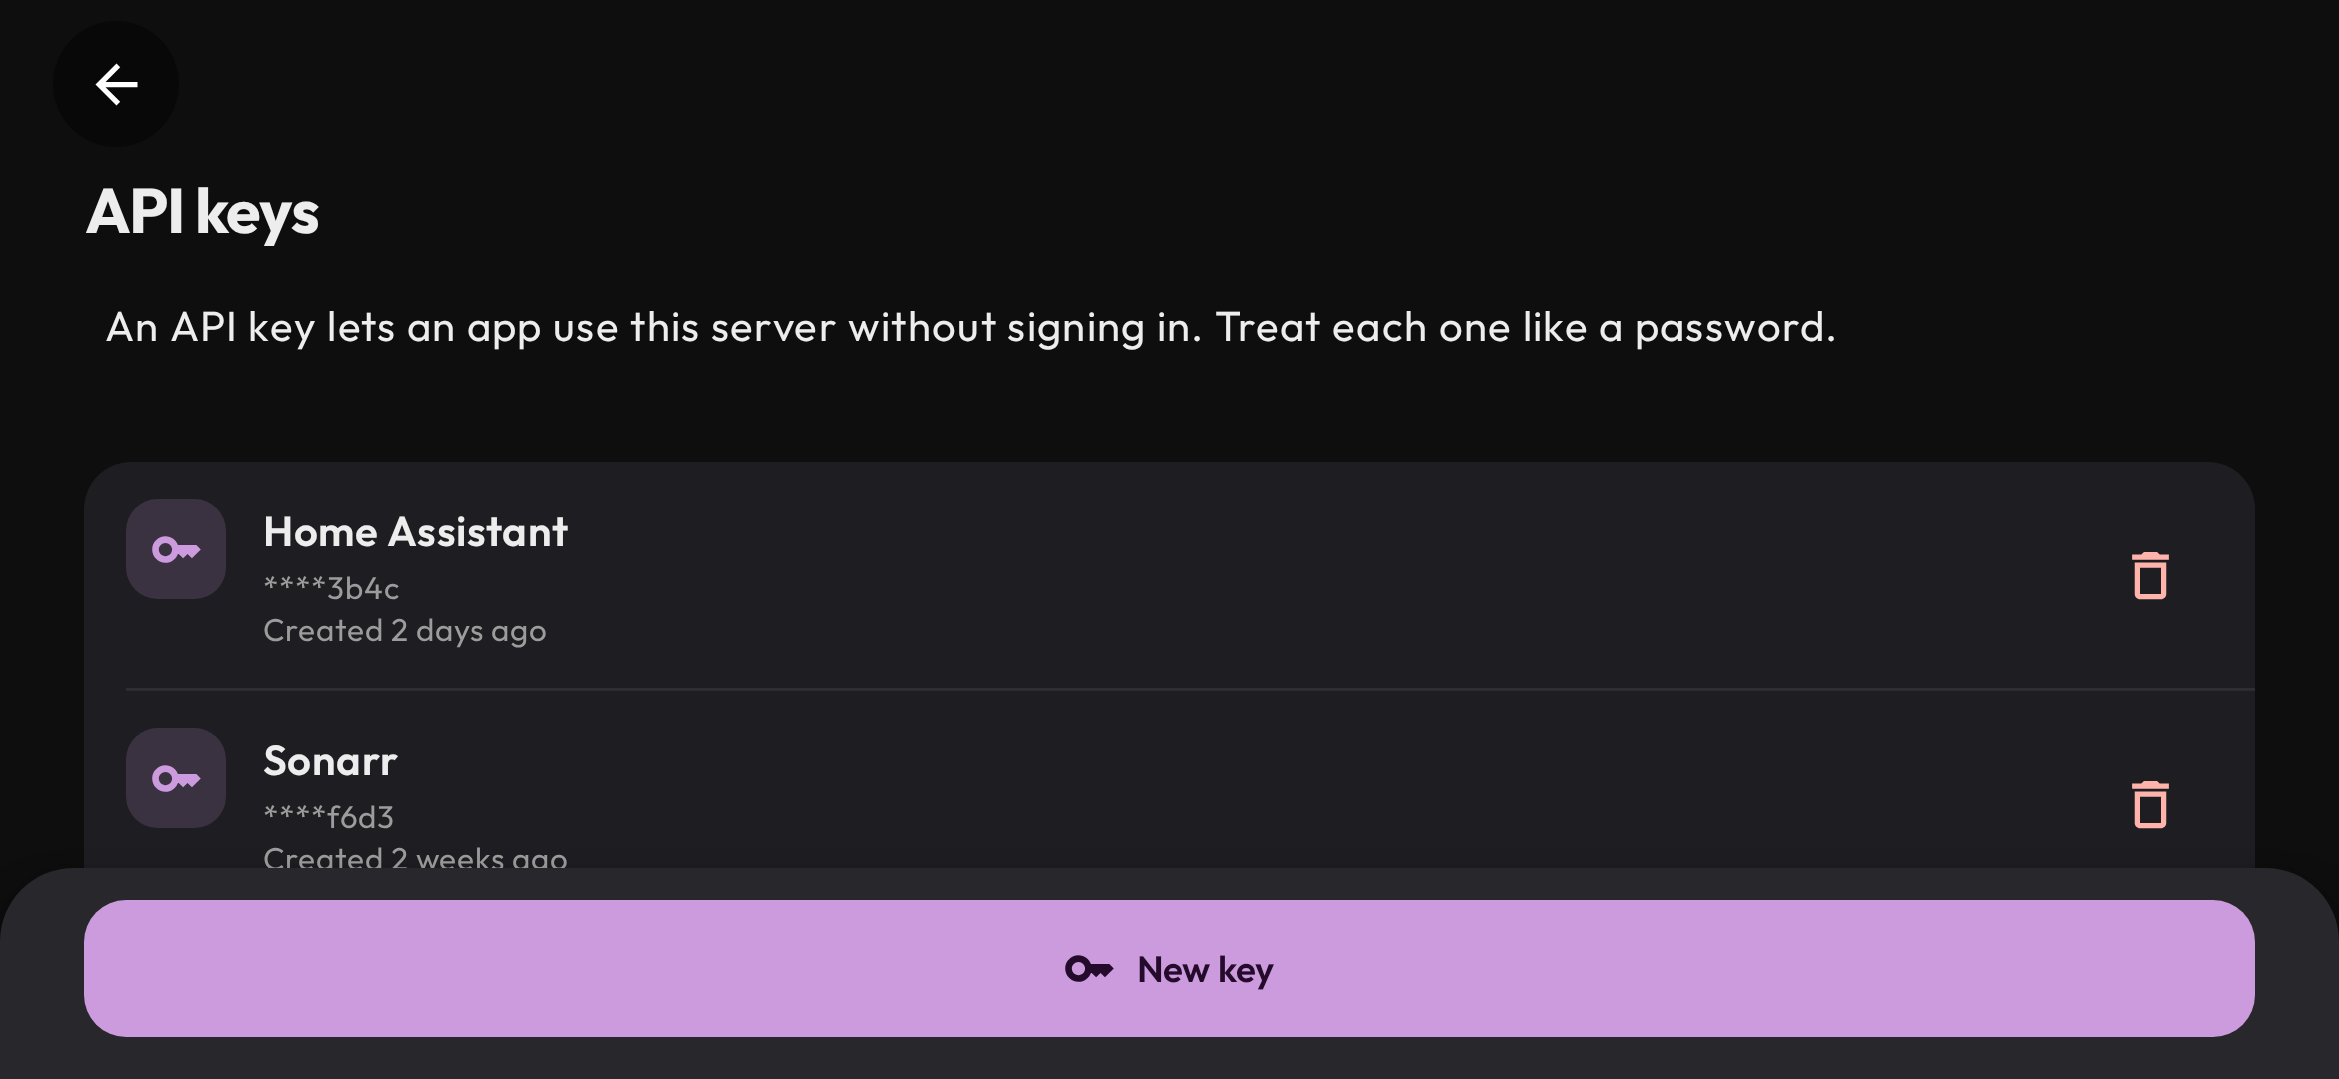 API keys
An API key lets an app use this server without signing in. Treat each one like a password.
Home Assistant
****3b4c
Created 2 days ago
Sonarr
****f6d3
Created 2 weeks ago
New key